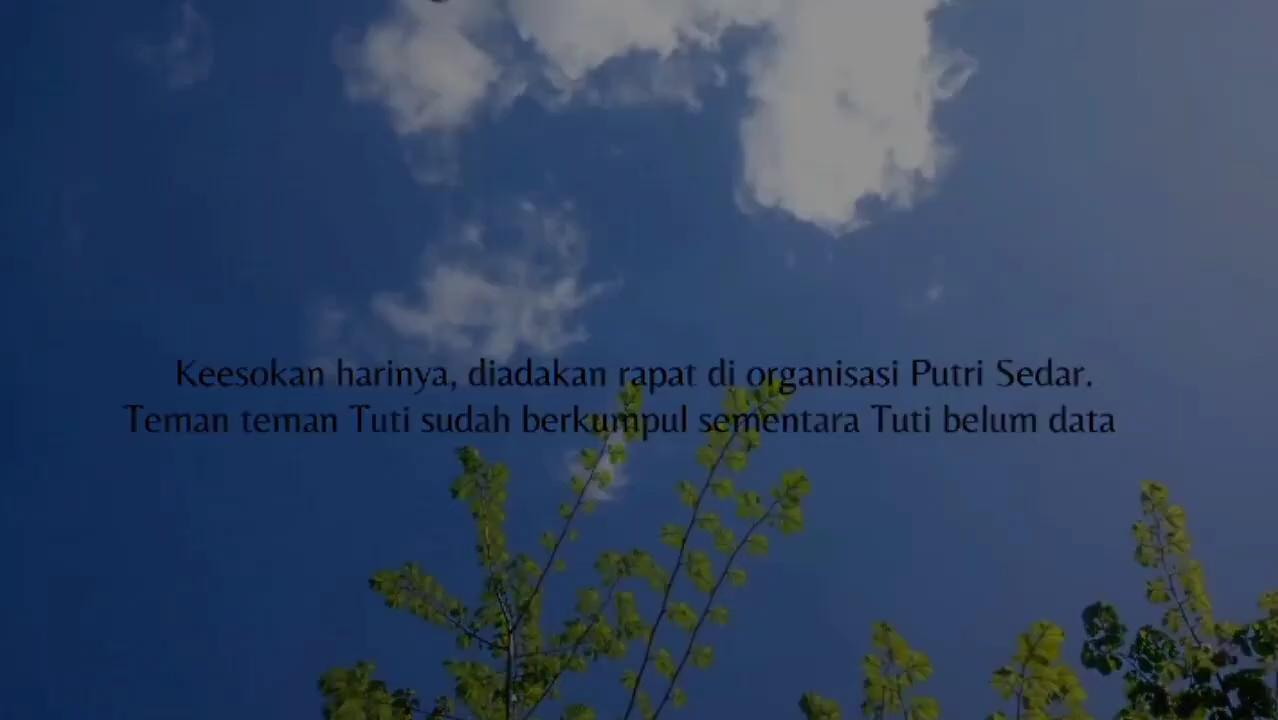 Keesokan harinya, diadakan rapat di organisasi Putri Sedar.
Teman teman Tuti sudah berkumpul sementara Tuti belum data